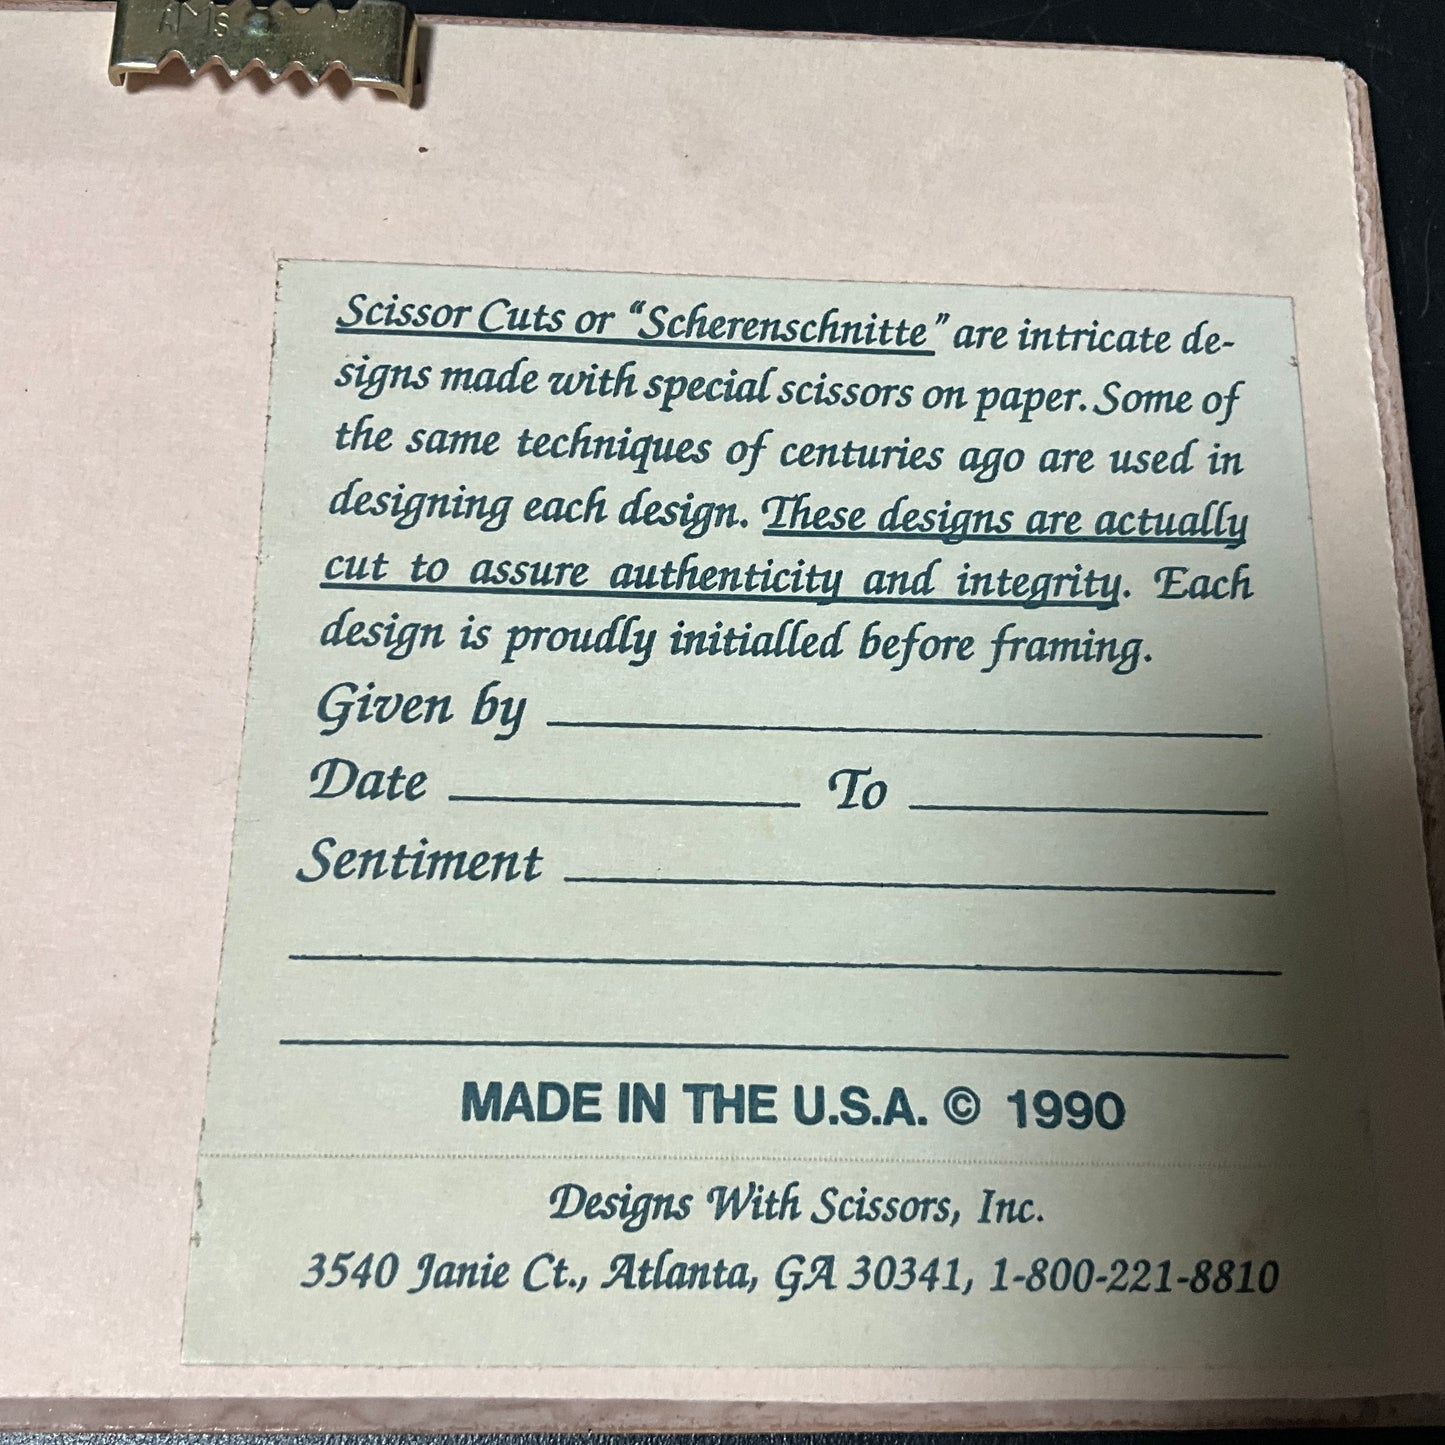 Scissor Cuts or "Scherenschnitte" are intricate de-
signs made with special scissors on paper. Some of
the same techniques of centuries ago are used in
designing each design. These designs are actually
cut to assure authenticity and integrity. Each
design is proudly initialled before framing.
Given by
Date To
Sentiment
MADE IN THE U.S.A. © 1990
Designs With Scissors, Inc.
3540 Janie Ct., Atlanta, GA 30341, 1-800-221-8810